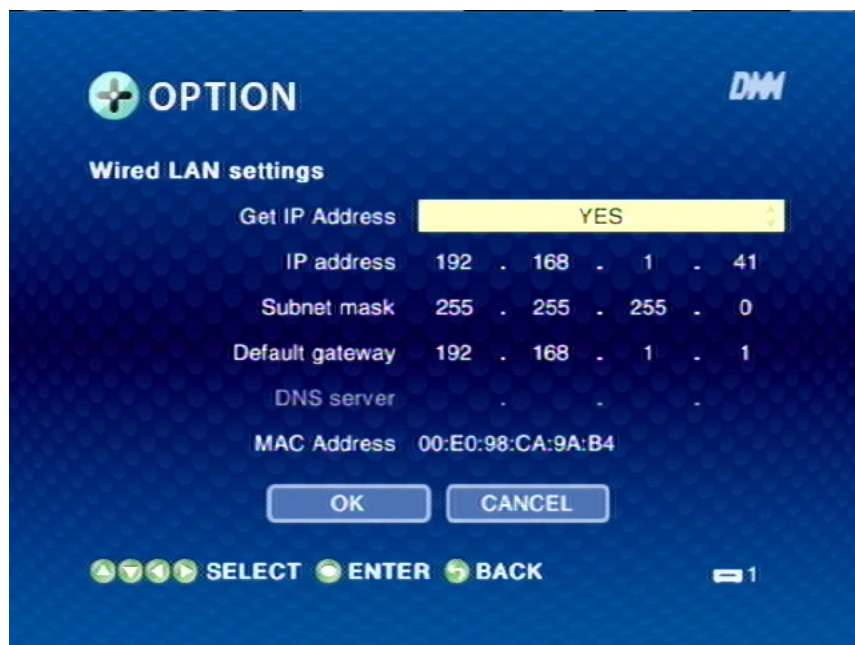 OPTION
DMM
Wired LAN settings
Get IP Address YES
IP address 192 . 168 . 1 . 41
Subnet mask 255 . 255 . 255 . 0
Default gateway 192 . 168 . 1 . 1
DNS server . . .
MAC Address 00:E0:98:CA:9A:B4
OK CANCEL
SELECT ENTER BACK
1